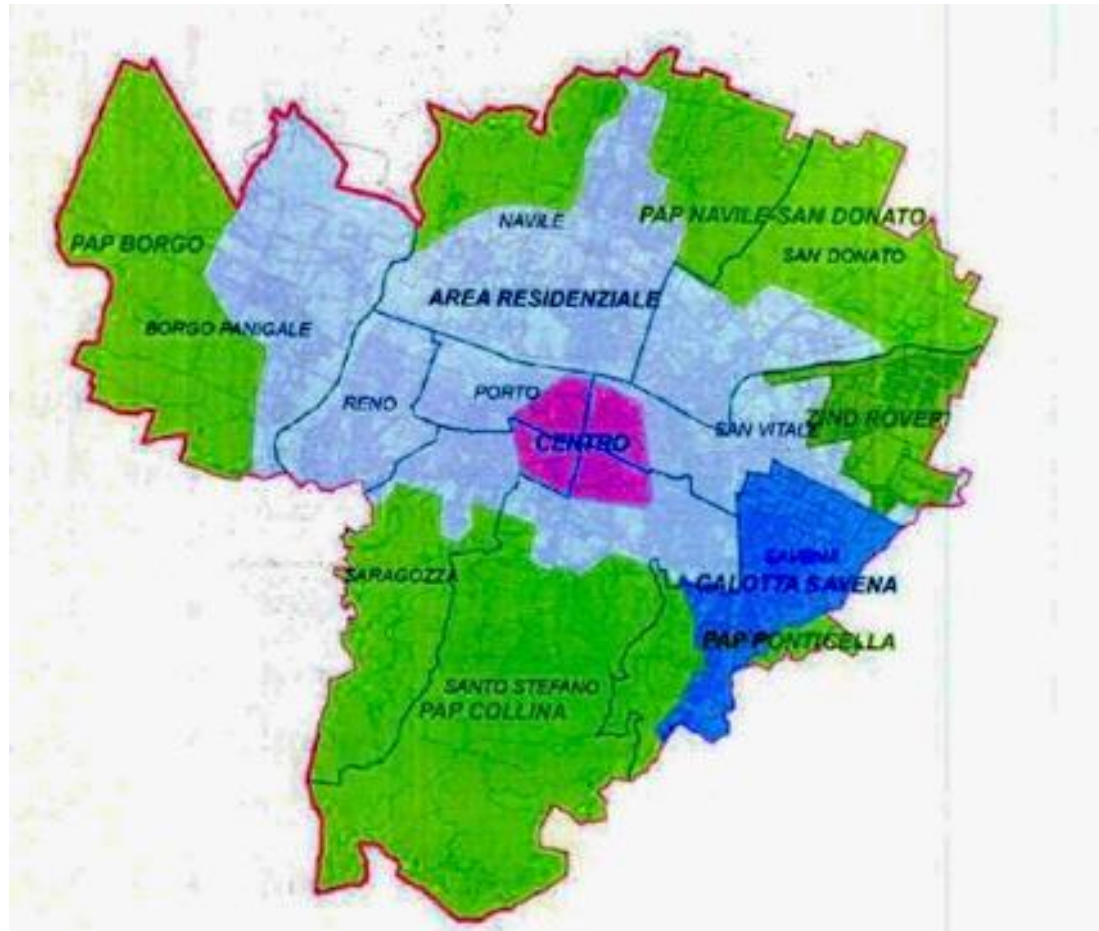 NAVILE
PAP NAVILE-SAN DONATO
PAP BORGO
SAN DONATO
AREA RESIDENZIALE
BORGO PANIGALE
PORTO
RENO
ZINO ROVERI
SAN VITALE
CENTRO
SAVENA
SARAGOZZA
CALOTTA SAVENA
PAP PONTICELLA
SANTO STEFANO
PAP COLLINA